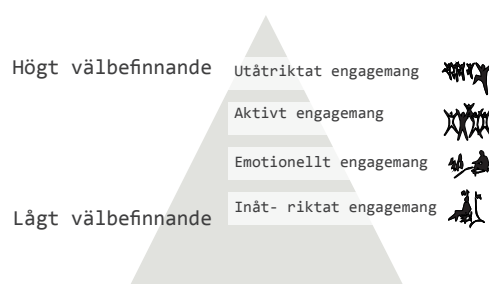 Högt välbefinnande
Utåtriktat engagemang
Aktivt engagemang
Emotionellt engagemang
Inåt- riktat engagemang
Lågt välbefinnande